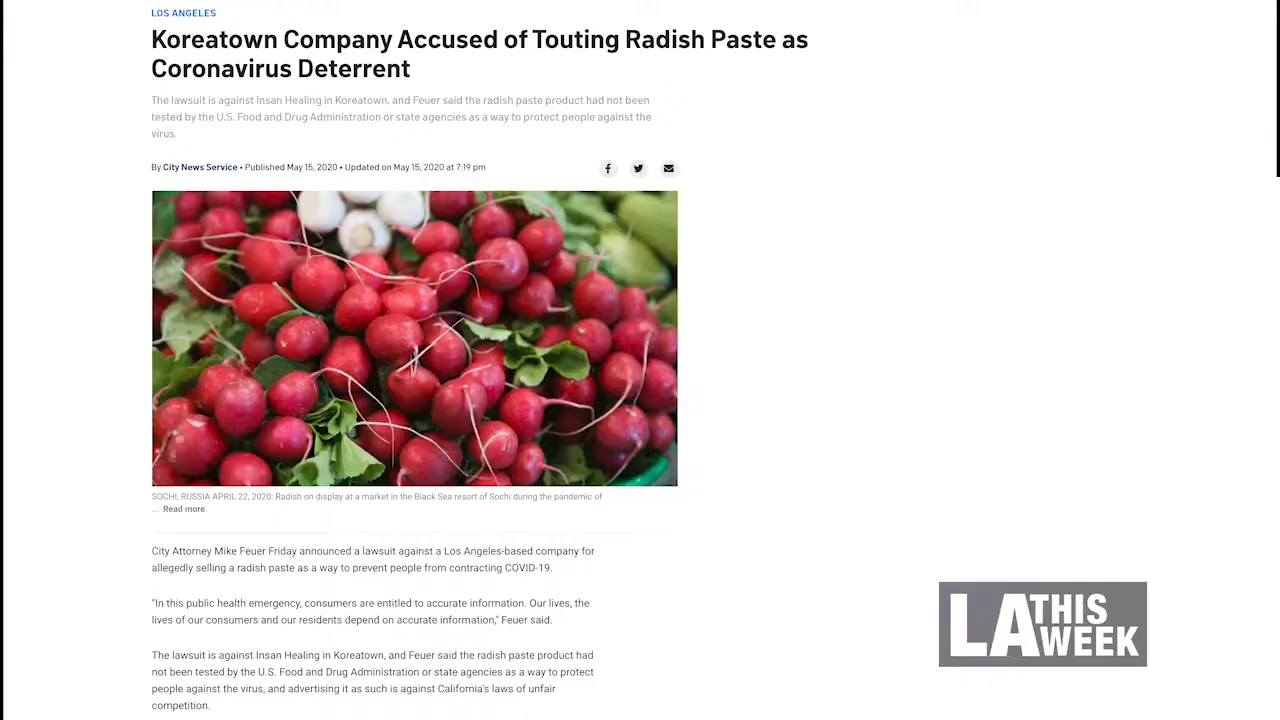 LOS ANGELES
Koreatown Company Accused of Touting Radish Paste as
Coronavirus Deterrent
The lawsuit is against Insan Healing in Koreatown, and Feuer said the radish paste product had not been
tested by the U.S. Food and Drug Administration or state agencies as a way to protect people against the
virus.
By City News Service • Published May 15, 2020 • Updated on May 15, 2020 at 7:19 pm
SOCHI, RUSSIA APRIL 22, 2020: Radish on display at a market in the Black Sea resort of Sochi during the pandemic of
... Read more
City Attorney Mike Feuer Friday announced a lawsuit against a Los Angeles-based company for
allegedly selling a radish paste as a way to prevent people from contracting COVID-19.
"In this public health emergency, consumers are entitled to accurate information. Our lives, the
lives of our consumers and our residents depend on accurate information," Feuer said.
The lawsuit is against Insan Healing in Koreatown, and Feuer said the radish paste product had
not been tested by the U.S. Food and Drug Administration or state agencies as a way to protect
people against the virus, and advertising it as such is against California's laws of unfair
competition.
LA THIS WEEK